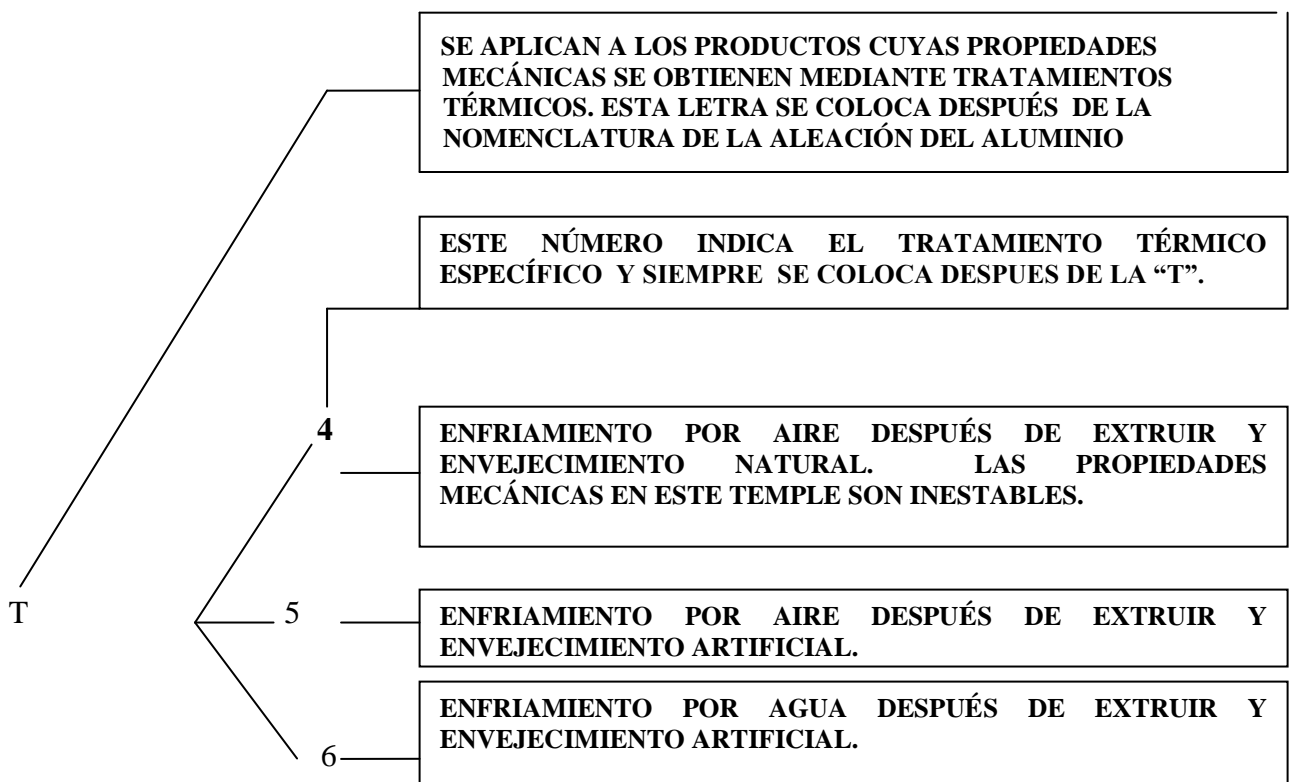 SE APLICAN A LOS PRODUCTOS CUYAS PROPIEDADES
MECÁNICAS SE OBTIENEN MEDIANTE TRATAMIENTOS
TÉRMICOS. ESTA LETRA SE COLOCA DESPUÉS DE LA
NOMENCLATURA DE LA ALEACIÓN DEL ALUMINIO
ESTE NÚMERO INDICA EL TRATAMIENTO TÉRMICO
ESPECÍFICO Y SIEMPRE SE COLOCA DESPUES DE LA “T”.
4
ENFRIAMIENTO POR AIRE DESPUÉS DE EXTRUIR Y
ENVEJECIMIENTO NATURAL. LAS PROPIEDADES
MECÁNICAS EN ESTE TEMPLE SON INESTABLES.
T
5
ENFRIAMIENTO POR AIRE DESPUÉS DE EXTRUIR Y
ENVEJECIMIENTO ARTIFICIAL.
6
ENFRIAMIENTO POR AGUA DESPUÉS DE EXTRUIR Y
ENVEJECIMIENTO ARTIFICIAL.